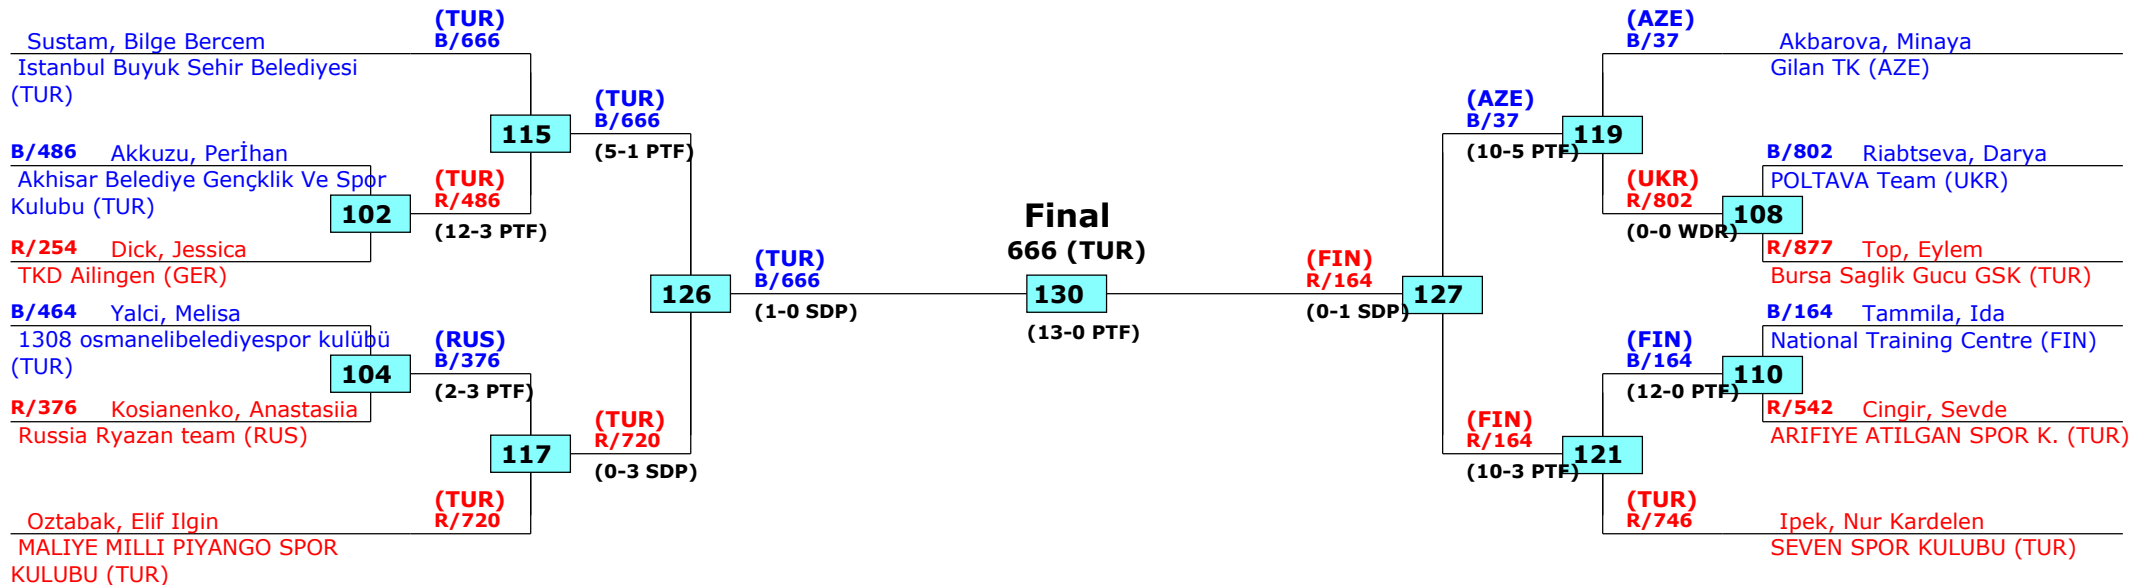 (TUR)
B/666
Sustam, Bilge Bercem
Istanbul Buyuk Sehir Belediyesi
(TUR)
115
(TUR)
B/666
(5-1 PTF)
B/486 Akkuzu, Perİhan
Akhisar Belediye Gençklik Ve Spor
Kulubu (TUR)
102
(TUR)
R/486
(12-3 PTF)
R/254 Dick, Jessica
TKD Ailingen (GER)
126
(TUR)
B/666
(1-0 SDP)
B/464 Yalci, Melisa
1308 osmanelibelediyespor kulübü
(TUR)
104
(RUS)
B/376
(2-3 PTF)
R/376 Kosianenko, Anastasiia
Russia Ryazan team (RUS)
117
(TUR)
R/720
(0-3 SDP)
(TUR)
R/720
Oztabak, Elif Ilgin
MALIYE MILLI PIYANGO SPOR
KULUBU (TUR)
Final
666 (TUR)
130
(13-0 PTF)
(AZE)
B/37
Akbarova, Minaya
Gilan TK (AZE)
(AZE)
B/37
(10-5 PTF)
119
B/802 Riabtseva, Darya
POLTAVA Team (UKR)
(UKR)
R/802
(0-0 WDR)
108
R/877 Top, Eylem
Bursa Saglik Gucu GSK (TUR)
(FIN)
R/164
(0-1 SDP)
127
B/164 Tammila, Ida
National Training Centre (FIN)
(FIN)
B/164
(12-0 PTF)
110
R/542 Cingir, Sevde
ARIFIYE ATILGAN SPOR K. (TUR)
(FIN)
R/164
(10-3 PTF)
121
(TUR)
R/746
Ipek, Nur Kardelen
SEVEN SPOR KULUBU (TUR)